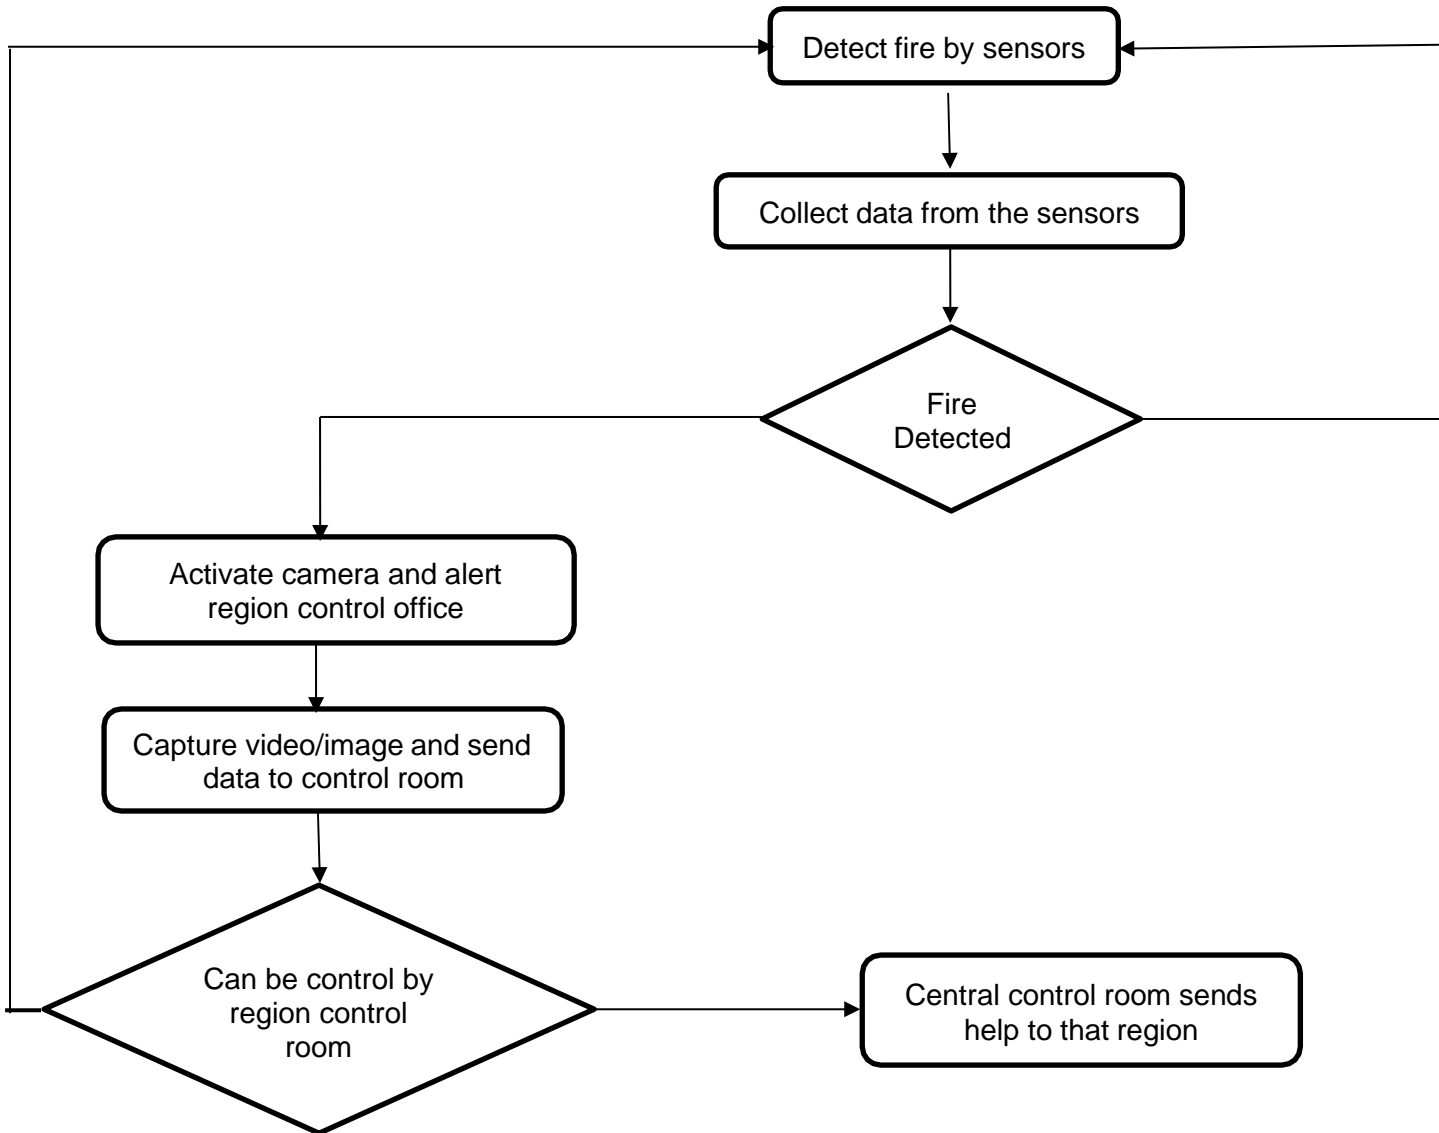 Detect fire by sensors
Collect data from the sensors
Fire
Detected
Activate camera and alert
region control office
Capture video/image and send
data to control room
Can be control by
region control
room
Central control room sends
help to that region